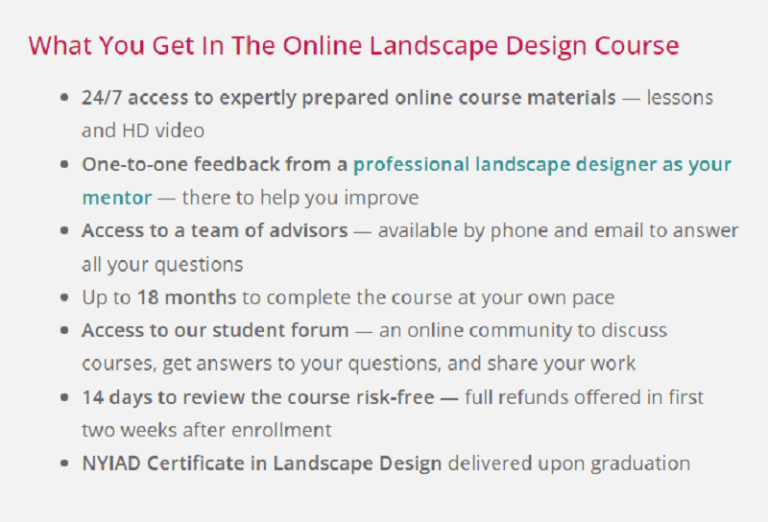 What You Get In The Online Landscape Design Course
• 24/7 access to expertly prepared online course materials — lessons
and HD video
• One-to-one feedback from a professional landscape designer as your
mentor — there to help you improve
• Access to a team of advisors — available by phone and email to answer
all your questions
• Up to 18 months to complete the course at your own pace
• Access to our student forum — an online community to discuss
courses, get answers to your questions, and share your work
• 14 days to review the course risk-free — full refunds offered in first
two weeks after enrollment
• NYIAD Certificate in Landscape Design delivered upon graduation